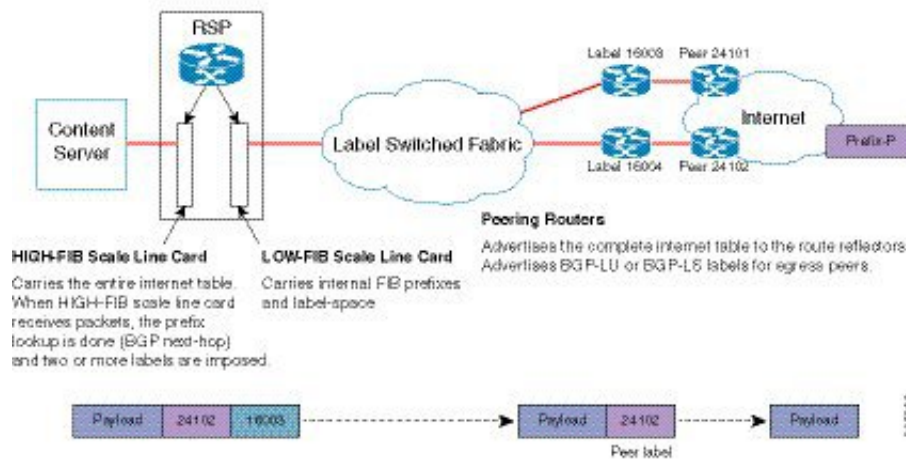 RSP
Label 16003
Peer 24101
Content
Server
Label Switched Fabric
Internet
Prefix-P
Label 16004
Peer 24102
Peering Routers
Advertises the complete internet table to the route reflectors
Advertises BGP-LU or BGP-LS labels for egress peers.
HIGH-FIB Scale Line Card
Carries the entire internet table.
When HIGH-FIB scale line card
receives packets, the prefix
lookup is done (BGP next-hop)
and two or more labels are imposed.
LOW-FIB Scale Line Card
Carries internal FIB prefixes
and label-space
Payload
24102
16003
Payload
24102
Payload
Peer label